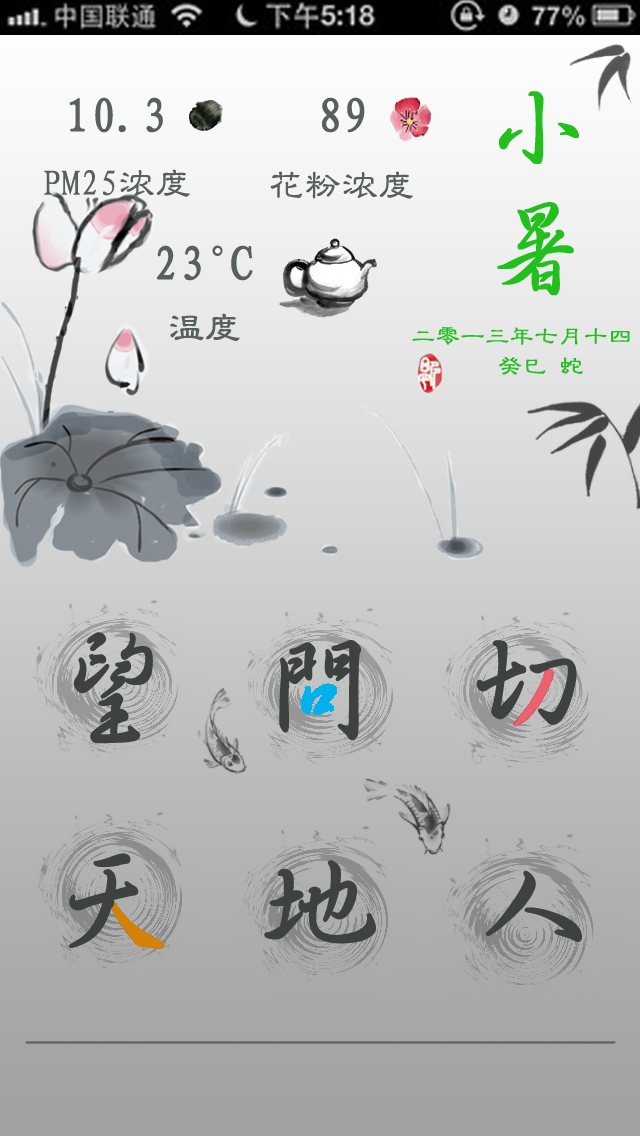 中国联通 下午5:18 77%
10.3 89
PM25浓度 花粉浓度
小暑
23°C
温度
二零一三年七月十四
癸巳 蛇
望 問 切
天 地 人